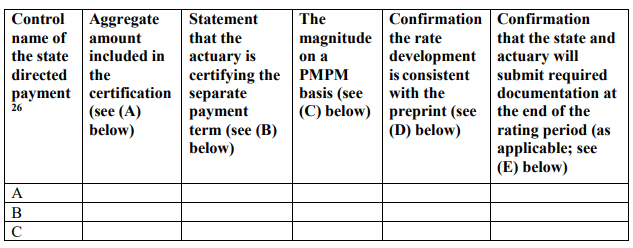 Control name of the state directed payment 26
Aggregate amount included in the certification (see (A) below)
Statement that the actuary is certifying the separate payment term (see (B) below)
The magnitude on a PMPM basis (see (C) below)
Confirmation the rate development is consistent with the preprint (see (D) below)
Confirmation that the state and actuary will submit required documentation at the end of the rating period (as applicable; see (E) below)
A
B
C